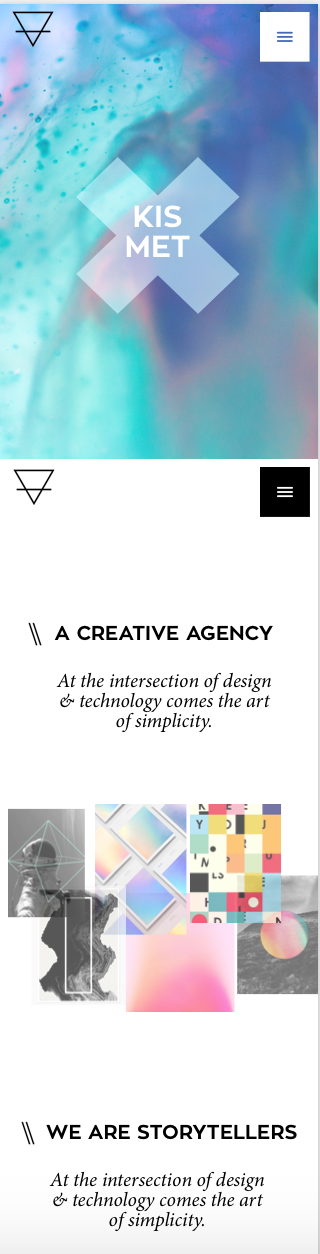 KIS
MET
\\ A CREATIVE AGENCY
At the intersection of design
& technology comes the art
of simplicity.
\\ WE ARE STORYTELLERS
At the intersection of design
& technology comes the art
of simplicity.